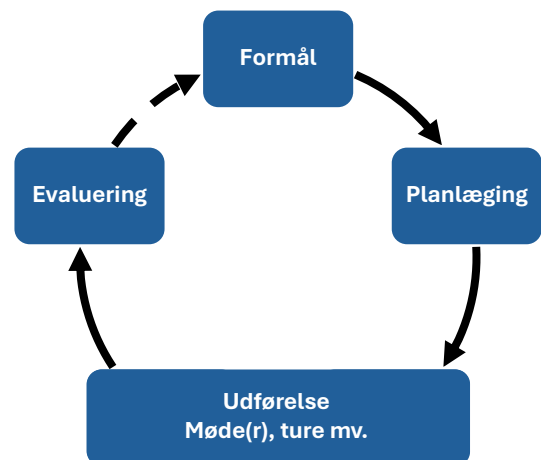 Formål
Evaluering
Planlæging
Udførelse
Møde(r), ture mv.